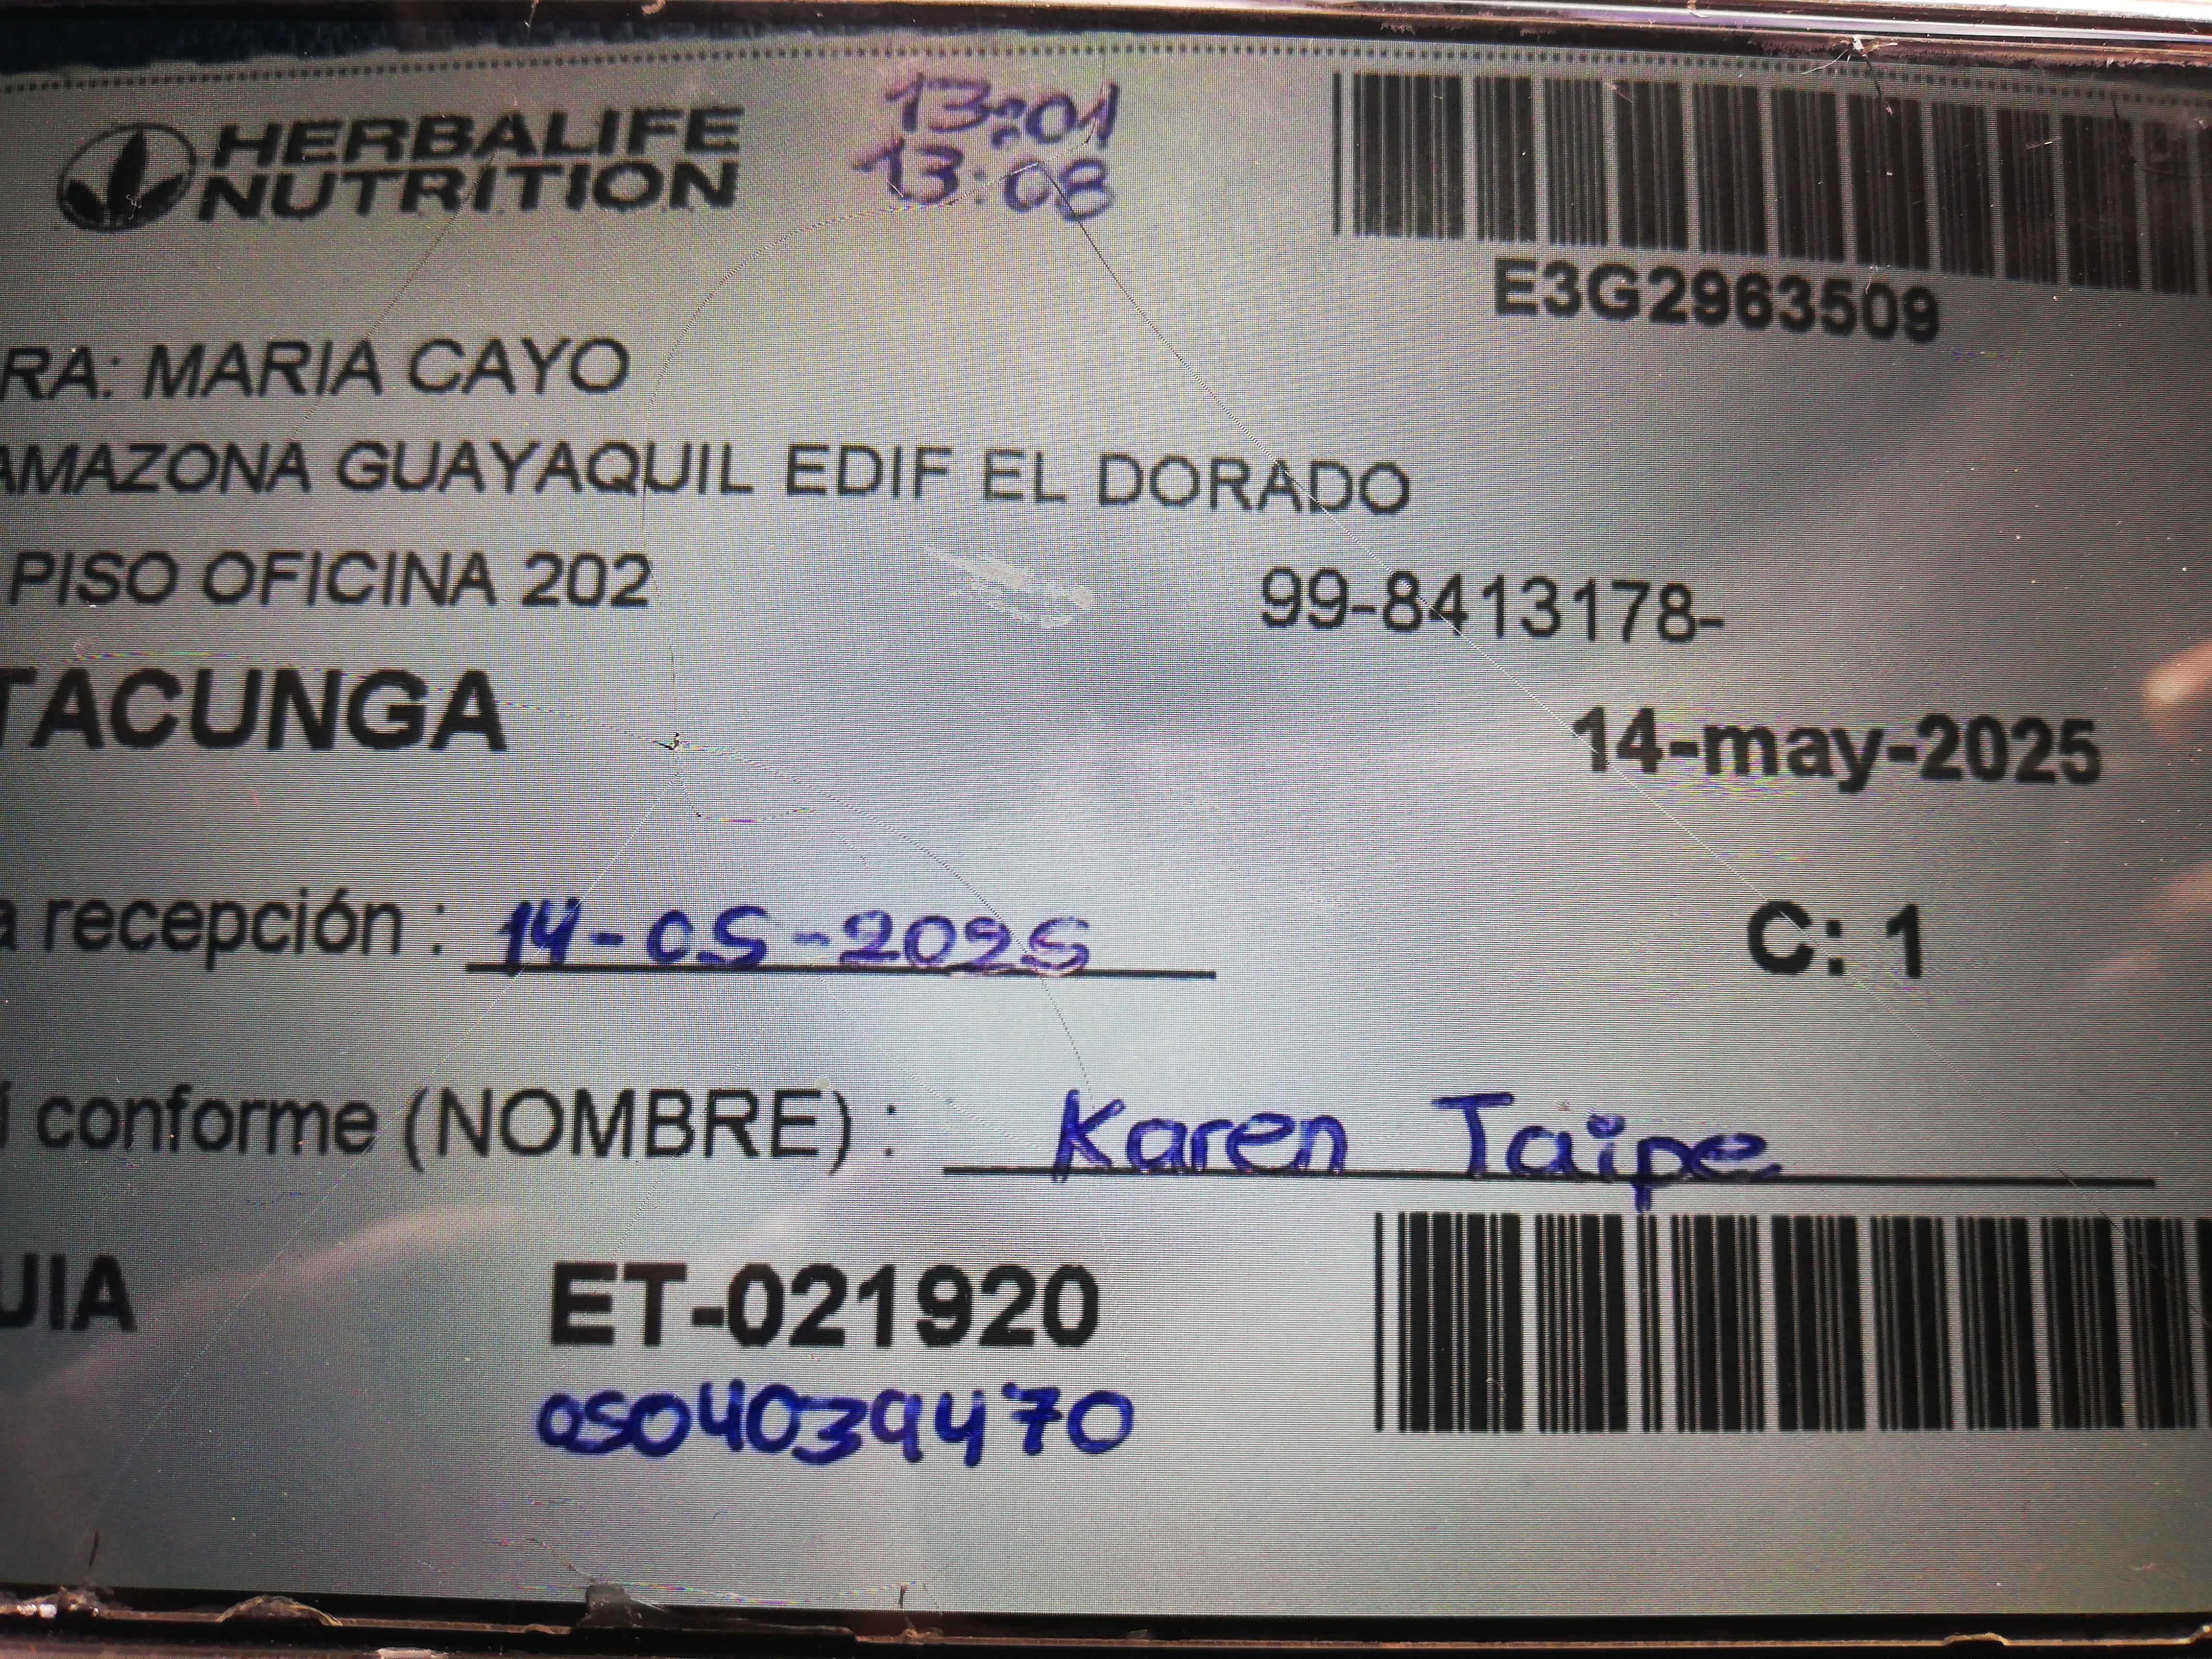 HERBALIFE
NUTRITION
13:01
13:08
E3G2963509
RA: MARIA CAYO
AMAZONA GUAYAQUIL EDIF EL DORADO
PISO OFICINA 202
99-8413178-
TACUNGA
14-may-2025
a recepción : 14-05-2025
C: 1
í conforme (NOMBRE) : Karen Taipe
UIA
ET-021920
0504039470